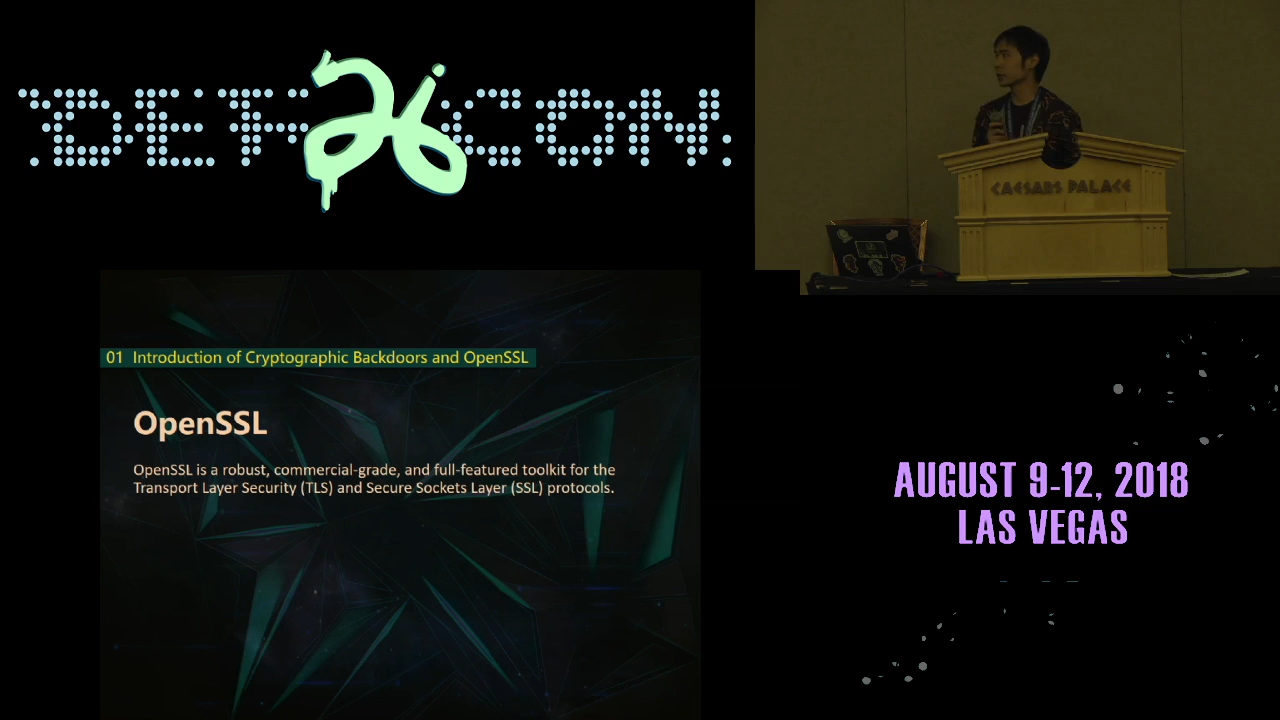 DEF CON
26
CAESARS PALACE
01 Introduction of Cryptographic Backdoors and OpenSSL
OpenSSL
OpenSSL is a robust, commercial-grade, and full-featured toolkit for the
Transport Layer Security (TLS) and Secure Sockets Layer (SSL) protocols.
AUGUST 9-12, 2018
LAS VEGAS